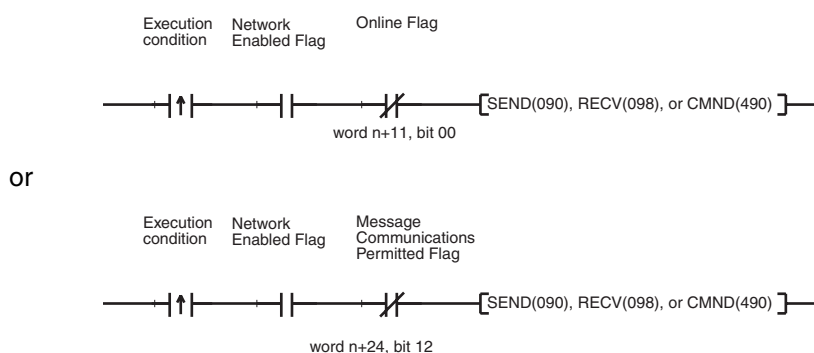 Execution condition
Network Enabled Flag
Online Flag
SEND(090), RECV(098), or CMND(490)
word n+11, bit 00
or
Execution condition
Network Enabled Flag
Message Communications Permitted Flag
SEND(090), RECV(098), or CMND(490)
word n+24, bit 12